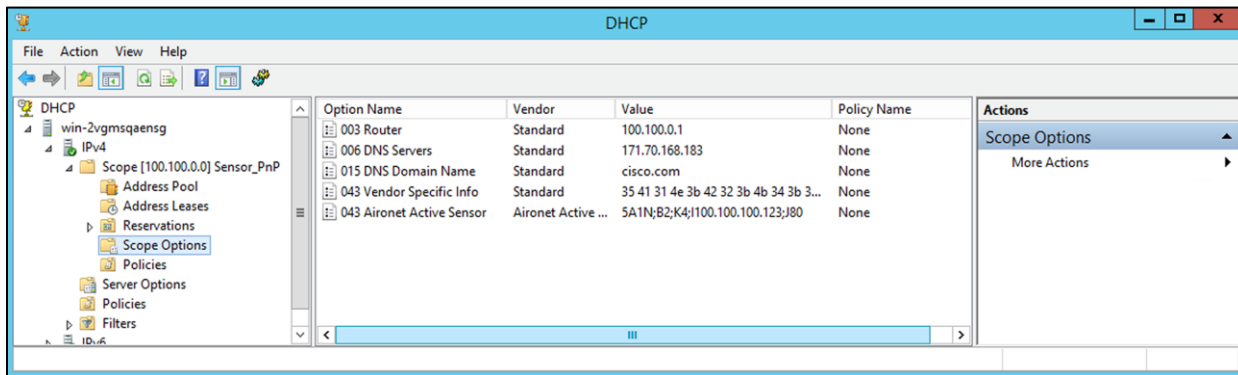 DHCP
File Action View Help
DHCP
win-2vgmsqaensg
IPv4
Scope [100.100.0.0] Sensor_PnP
Address Pool
Address Leases
Reservations
Scope Options
Policies
Server Options
Policies
Filters
IPv6
Option Name Vendor Value Policy Name
003 Router Standard 100.100.0.1 None
006 DNS Servers Standard 171.70.168.183 None
015 DNS Domain Name Standard cisco.com None
043 Vendor Specific Info Standard 35 41 31 4e 3b 42 32 3b 4b 34 3b 3... None
043 Aironet Active Sensor Aironet Active ... 5A1N;B2;K4;I100.100.100.123;J80 None
Actions
Scope Options
More Actions